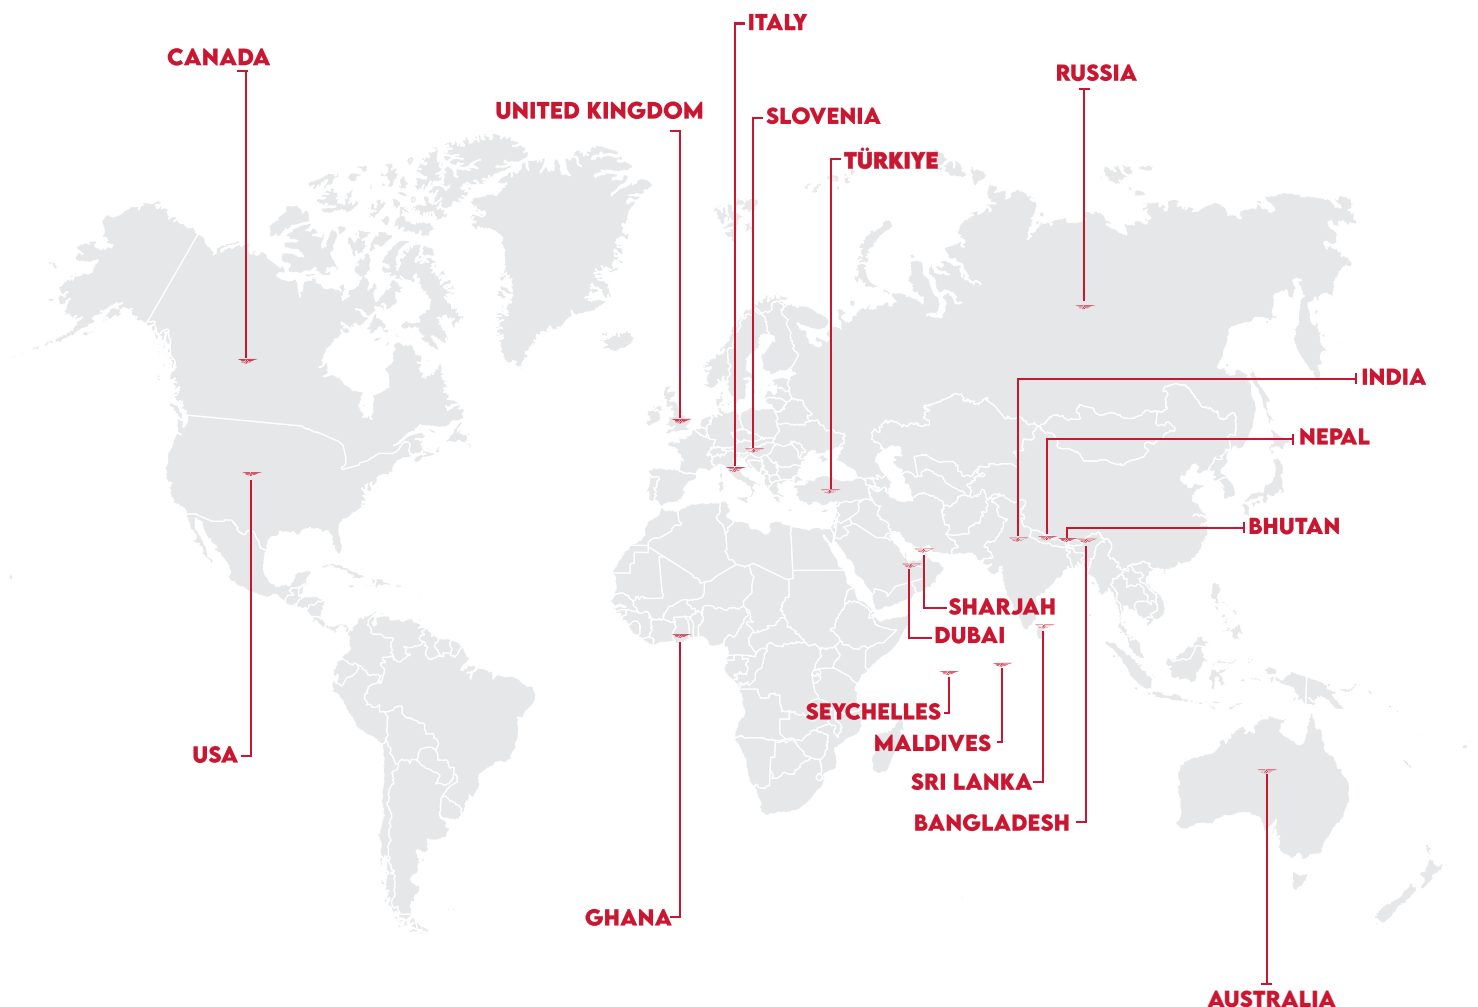 ITALY
CANADA
RUSSIA
UNITED KINGDOM
SLOVENIA
TÜRKIYE
INDIA
NEPAL
BHUTAN
SHARJAH
DUBAI
SEYCHELLES
MALDIVES
USA
SRI LANKA
BANGLADESH
GHANA
AUSTRALIA